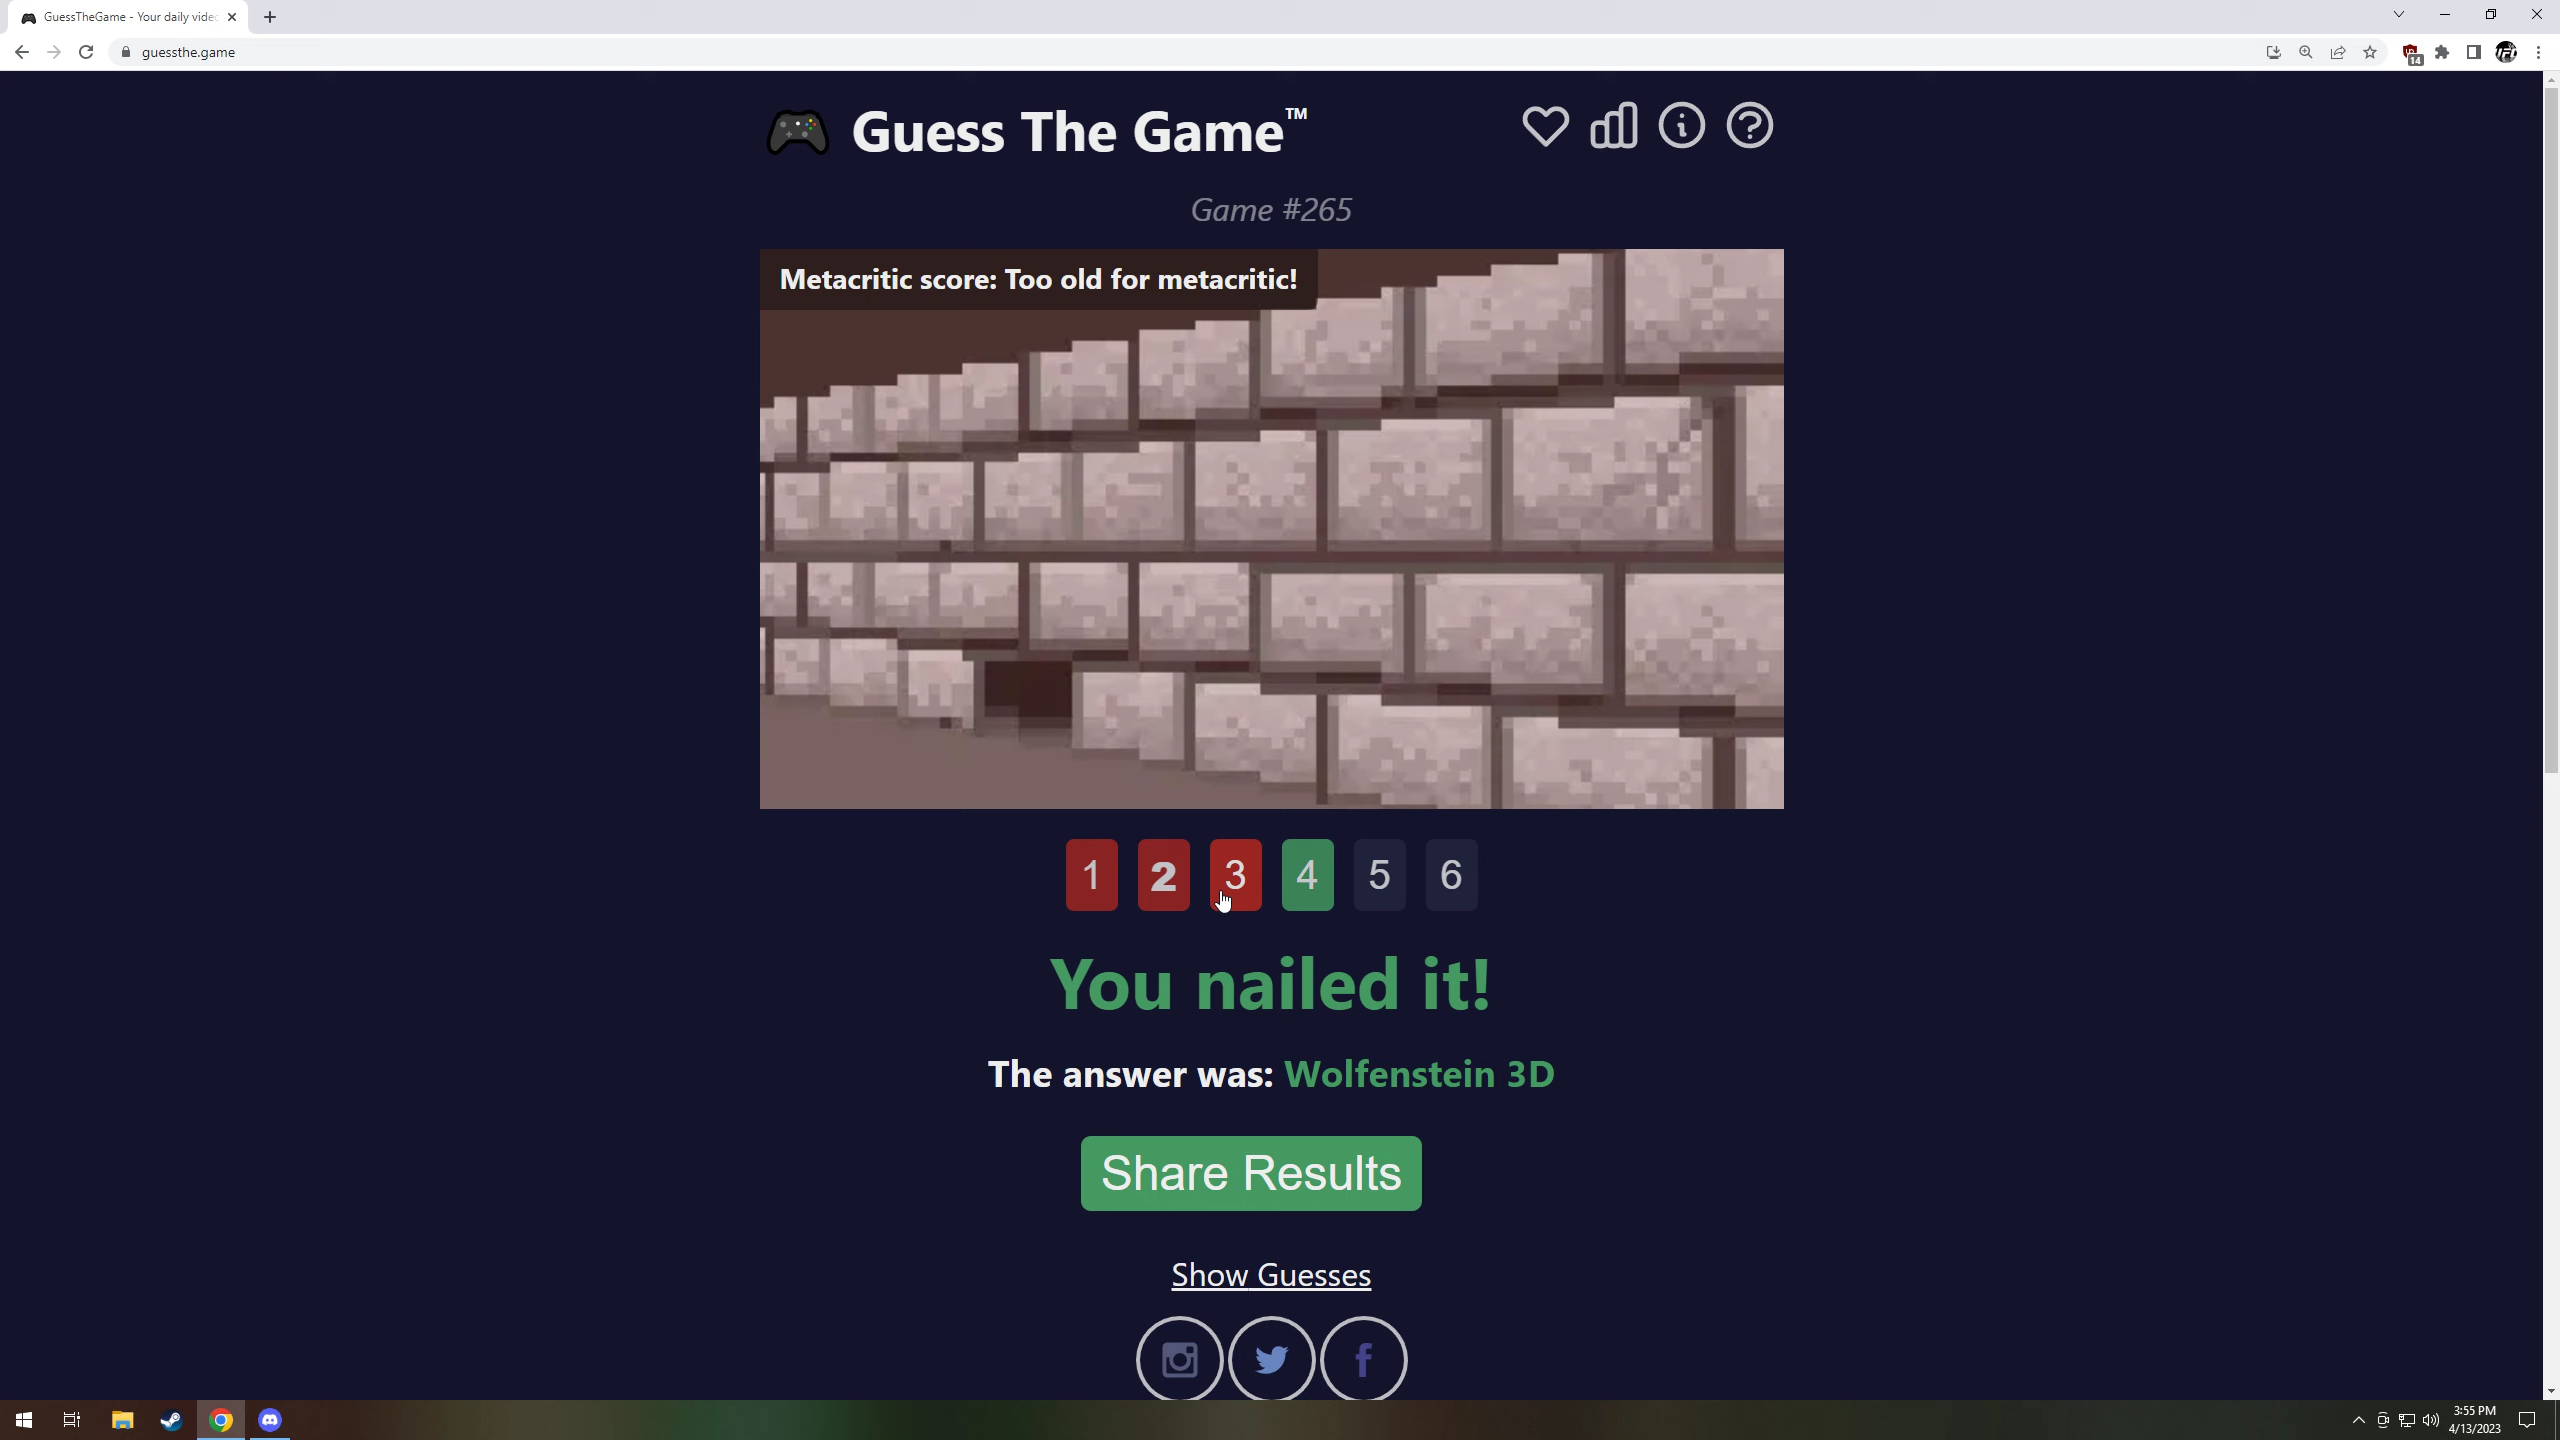 GuessTheGame - Your daily videc
guessthe.game
14
Guess The Game™
Game #265
Metacritic score: Too old for metacritic!
1 2 3 4 5 6
You nailed it!
The answer was: Wolfenstein 3D
Share Results
Show Guesses
3:55 PM
4/13/2023